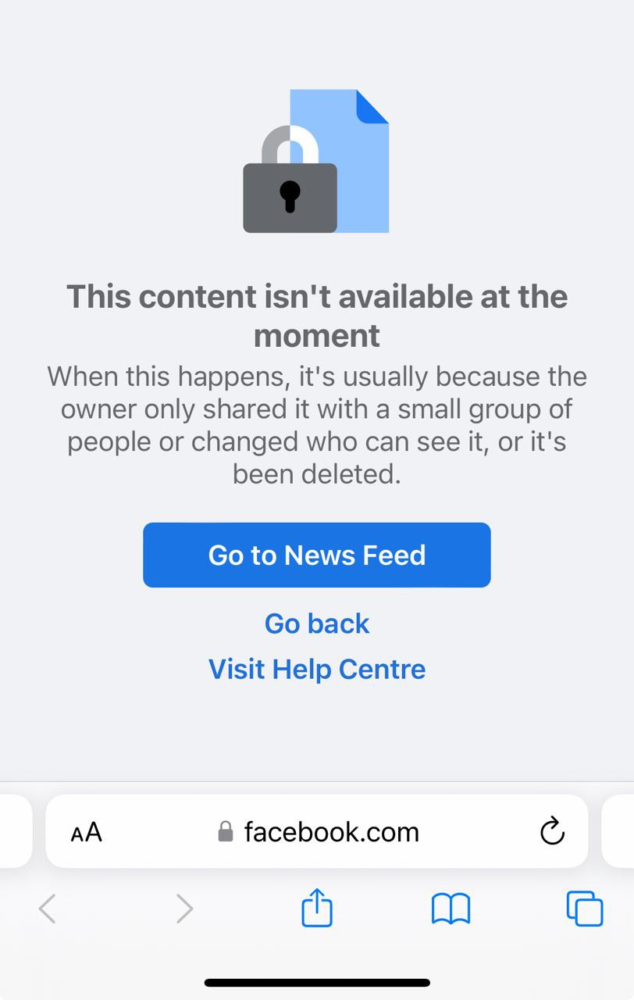 This content isn't available at the
moment
When this happens, it's usually because the
owner only shared it with a small group of
people or changed who can see it, or it's
been deleted.
Go to News Feed
Go back
Visit Help Centre
AA facebook.com